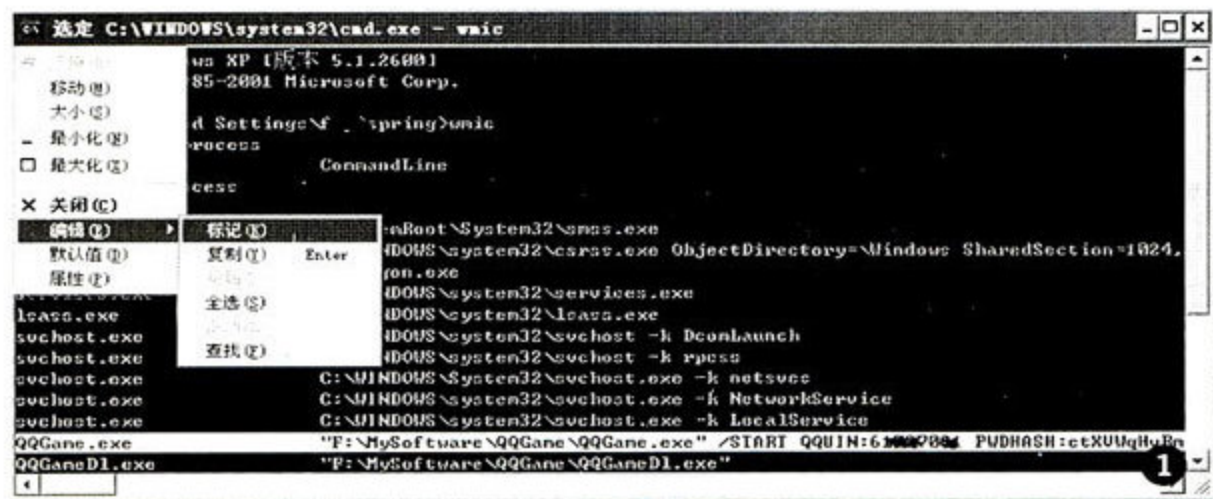 选定 C:\WINDOWS\system32\cmd.exe - wmic
ws XP [版本 5.1.2600]
移动(M)
85-2001 Microsoft Corp.
大小(S)
d Settings\f spring>wmic
最小化(N)
rocess
最大化(X)
CommandLine
cess
关闭(C)
编辑(E)
标记(K)
emRoot\System32\smss.exe
默认值(D)
复制(Y) Enter
NDOWS\system32\csrss.exe ObjectDirectory=\Windows SharedSection=1024,
属性(P)
gon.exe
全选(S)
NDOWS\system32\services.exe
lsass.exe
NDOWS\system32\lsass.exe
svchost.exe
NDOWS\system32\svchost -k DcomLaunch
查找(F)
svchost.exe
NDOWS\system32\svchost -k rpcss
svchost.exe C:\WINDOWS\System32\svchost.exe -k netsvcs
svchost.exe C:\WINDOWS\System32\svchost.exe -k NetworkService
svchost.exe C:\WINDOWS\System32\svchost.exe -k LocalService
QQGame.exe "F:\MySoftware\QQGame\QQGame.exe" /START QQUIN:6 PWDHASH:ctXUWqHyBm
QQGameDl.exe "F:\MySoftware\QQGame\QQGameDl.exe"
1